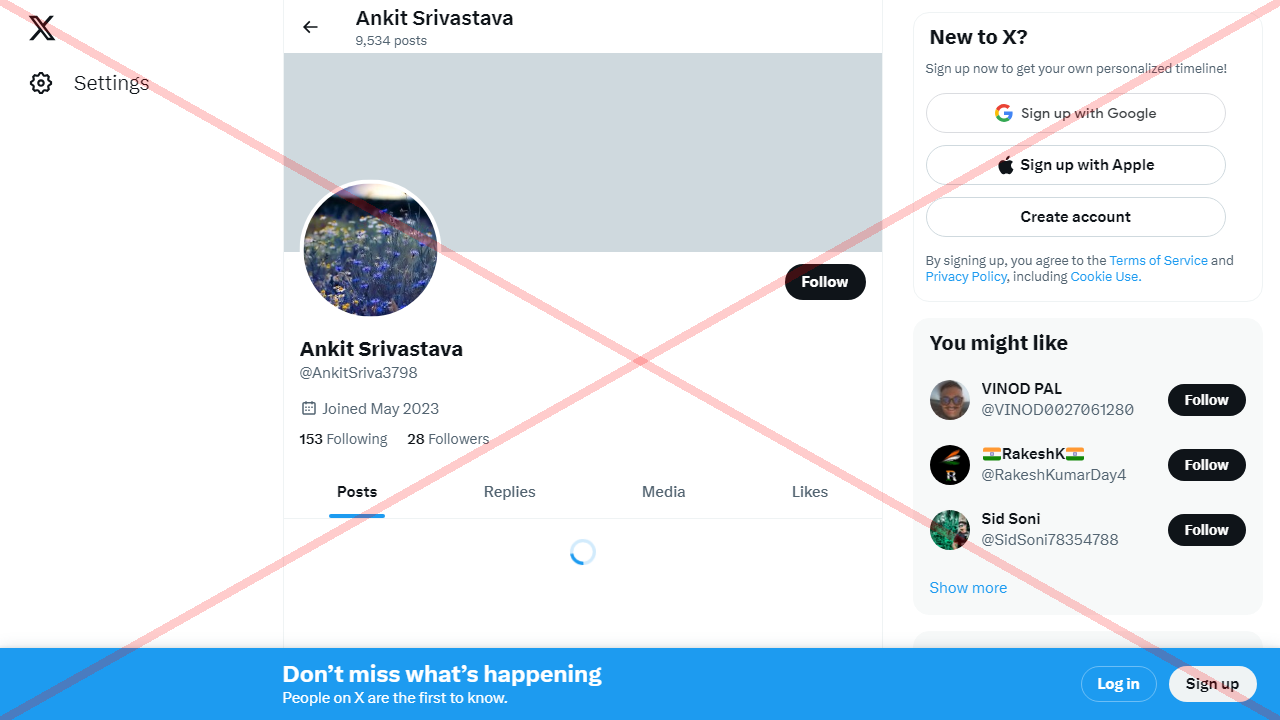 Settings
Ankit Srivastava
9,534 posts
Follow
Ankit Srivastava
@AnkitSriva3798
Joined May 2023
153 Following 28 Followers
Posts Replies Media Likes
New to X?
Sign up now to get your own personalized timeline!
Sign up with Google
Sign up with Apple
Create account
By signing up, you agree to the Terms of Service and
Privacy Policy, including Cookie Use.
You might like
VINOD PAL
@VINOD0027061280
Follow
🇮🇳RakeshK🇮🇳
@RakeshKumarDay4
Follow
Sid Soni
@SidSoni78354788
Follow
Show more
Don’t miss what’s happening
People on X are the first to know.
Log in
Sign up